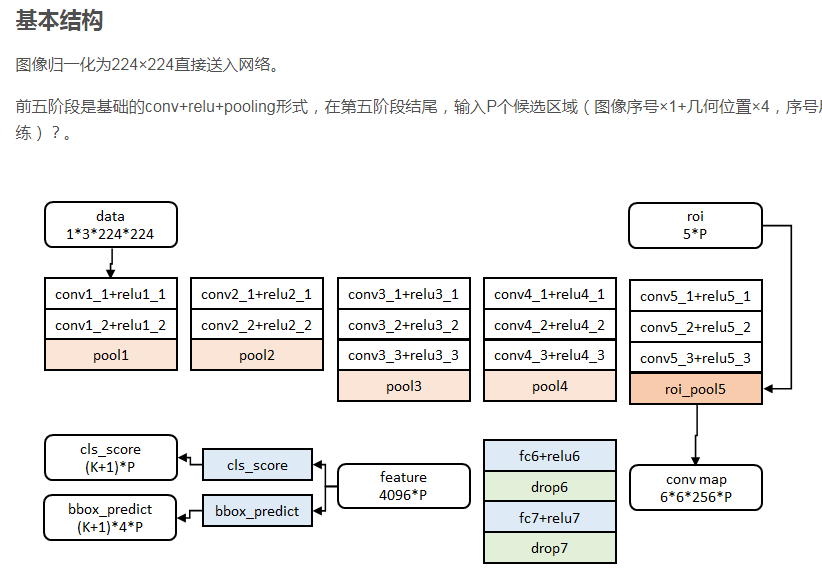 基本结构
图像归一化为224×224直接送入网络。
前五阶段是基础的conv+relu+pooling形式，在第五阶段结尾，输入P个候选区域（图像序号×1+几何位置×4，序号
练）？。
data
1*3*224*224
roi
5*P
conv1_1+relu1_1
conv1_2+relu1_2
pool1
conv2_1+relu2_1
conv2_2+relu2_2
pool2
conv3_1+relu3_1
conv3_2+relu3_2
conv3_3+relu3_3
pool3
conv4_1+relu4_1
conv4_2+relu4_2
conv4_3+relu4_3
pool4
conv5_1+relu5_1
conv5_2+relu5_2
conv5_3+relu5_3
roi_pool5
cls_score
(K+1)*P
cls_score
bbox_predict
(K+1)*4*P
bbox_predict
feature
4096*P
fc6+relu6
drop6
fc7+relu7
drop7
conv map
6*6*256*P